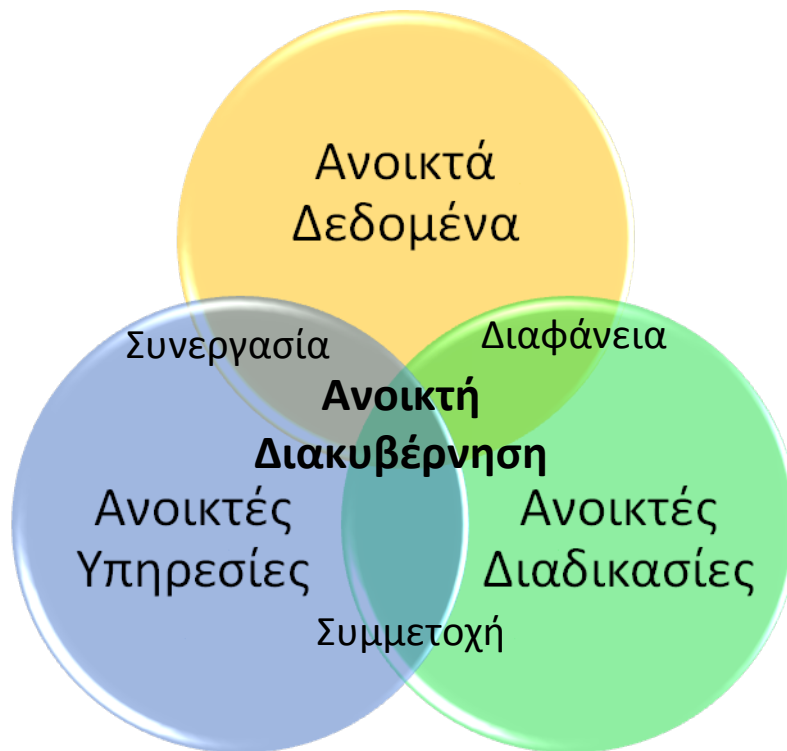 Ανοικτά
Δεδομένα
Συνεργασία
Διαφάνεια
Ανοικτή
Διακυβέρνηση
Ανοικτές
Υπηρεσίες
Ανοικτές
Διαδικασίες
Συμμετοχή